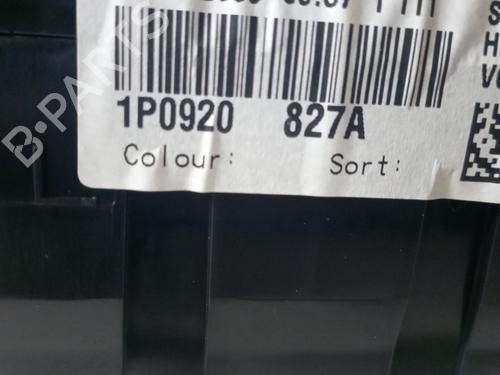 S
H
V
1P0920 827A
Colour: Sort:
B-PARTS